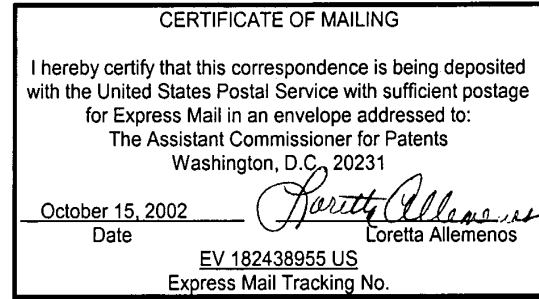 CERTIFICATE OF MAILING
I hereby certify that this correspondence is being deposited
with the United States Postal Service with sufficient postage
for Express Mail in an envelope addressed to:
The Assistant Commissioner for Patents
Washington, D.C. 20231
October 15, 2002 Loretta Allemenos
Date Loretta Allemenos
EV 182438955 US
Express Mail Tracking No.